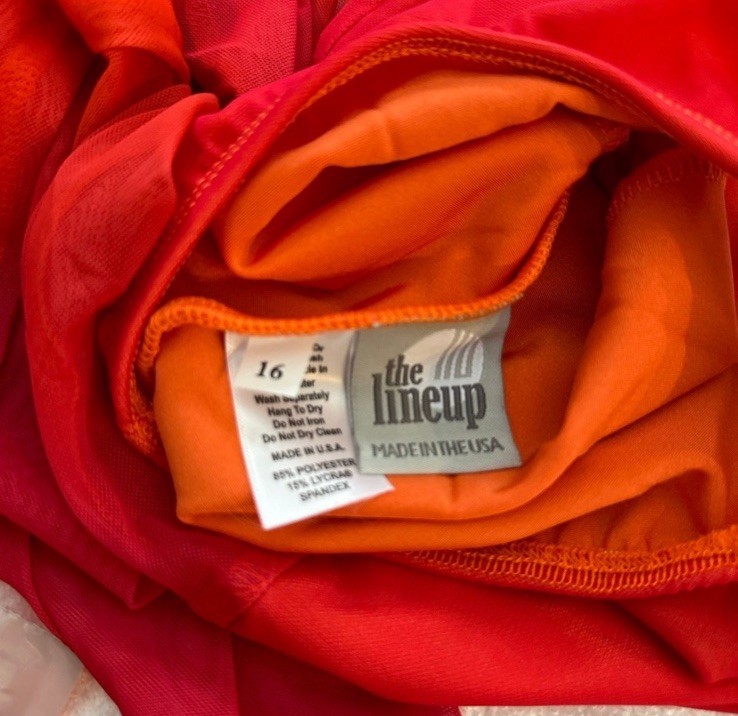 16
Wash Separately
Hang To Dry
Do Not Iron
Do Not Dry Clean
MADE IN U.S.A.
85% POLYESTER
15% LYCRA®
SPANDEX
the
lineup
MADE IN THE USA